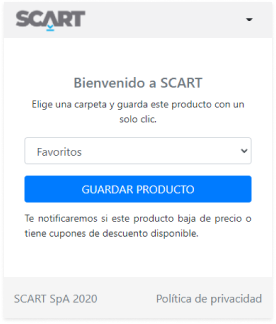 SCART
Bienvenido a SCART
Elige una carpeta y guarda este producto con un
solo clic.
Favoritos
GUARDAR PRODUCTO
Te notificaremos si este producto baja de precio o
tiene cupones de descuento disponible.
SCART SpA 2020 Política de privacidad